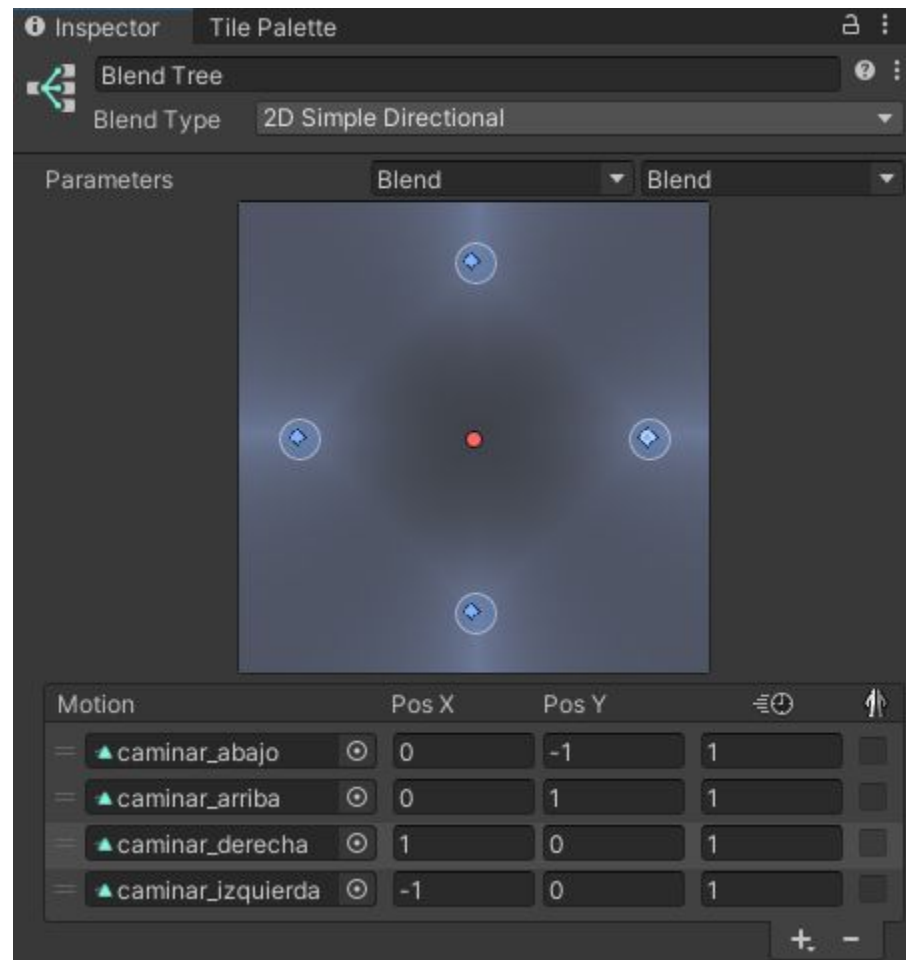 Inspector Tile Palette
Blend Tree
Blend Type 2D Simple Directional
Parameters Blend Blend
Motion Pos X Pos Y
caminar_abajo 0 -1 1
caminar_arriba 0 1 1
caminar_derecha 1 0 1
caminar_izquierda -1 0 1